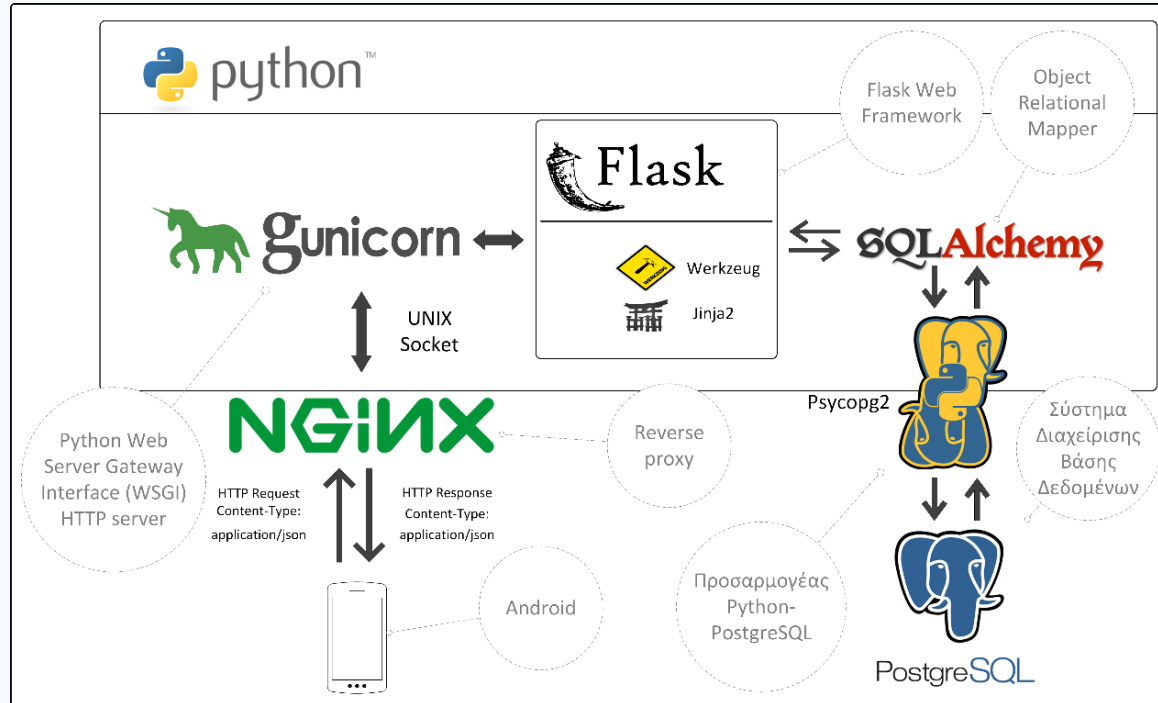 python™
Flask Web
Framework
Object
Relational
Mapper
Flask
gunicorn
SQLAlchemy
WERKZEUG
Werkzeug
Jinja2
UNIX
Socket
Psycopg2
NGiNX
Reverse
proxy
Python Web
Server Gateway
Interface (WSGI)
HTTP server
Σύστημα
Διαχείρισης
Βάσης
Δεδομένων
HTTP Request
Content-Type:
application/json
HTTP Response
Content-Type:
application/json
Android
Προσαρμογέας
Python-
PostgreSQL
PostgreSQL